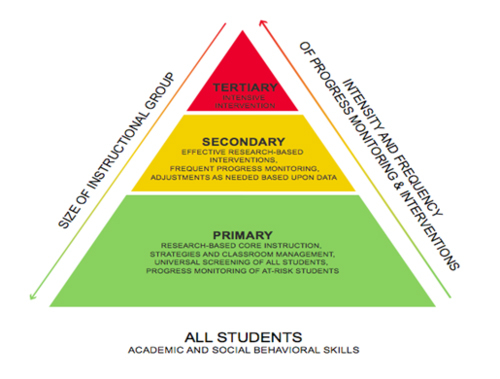 TERTIARY
INTENSIVE
INTERVENTION
SECONDARY
EFFECTIVE RESEARCH-BASED
INTERVENTIONS,
FREQUENT PROGRESS MONITORING,
ADJUSTMENTS AS NEEDED BASED UPON DATA
PRIMARY
RESEARCH-BASED CORE INSTRUCTION,
STRATEGIES AND CLASSROOM MANAGEMENT,
UNIVERSAL SCREENING OF ALL STUDENTS,
PROGRESS MONITORING OF AT-RISK STUDENTS
SIZE OF INSTRUCTIONAL GROUP
INTENSITY AND FREQUENCY
OF PROGRESS MONITORING & INTERVENTIONS
ALL STUDENTS
ACADEMIC AND SOCIAL BEHAVIORAL SKILLS